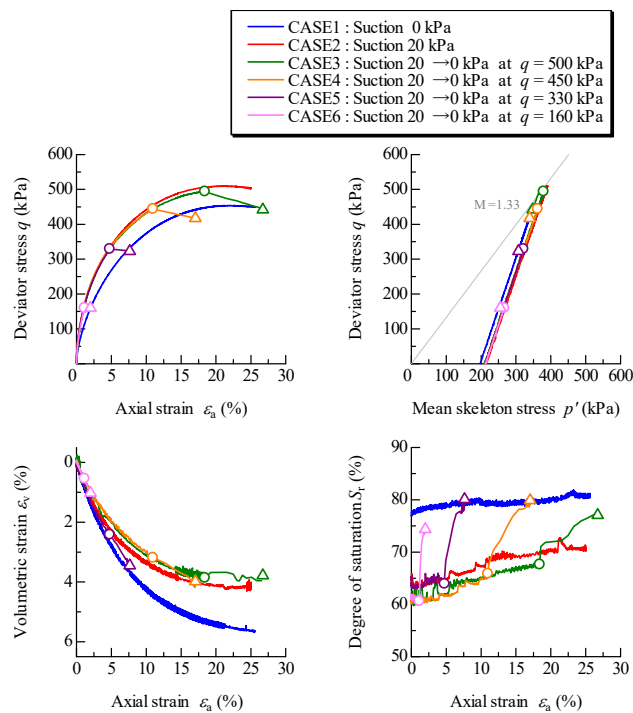 CASE1 : Suction 0 kPa
CASE2 : Suction 20 kPa
CASE3 : Suction 20 →0 kPa at q = 500 kPa
CASE4 : Suction 20 →0 kPa at q = 450 kPa
CASE5 : Suction 20 →0 kPa at q = 330 kPa
CASE6 : Suction 20 →0 kPa at q = 160 kPa
Deviator stress q (kPa)
600
500
400
300
200
100
0 5 10 15 20 25 30
Axial strain εa (%)
Deviator stress q (kPa)
600
500
400
300
200
100
M =1.33
0 100 200 300 400 500 600
Mean skeleton stress p′ (kPa)
Volumetric strain εv (%)
0
2
4
6
0 5 10 15 20 25 30
Axial strain εa (%)
Degree of saturation Sr (%)
90
80
70
60
50
0 5 10 15 20 25 30
Axial strain εa (%)